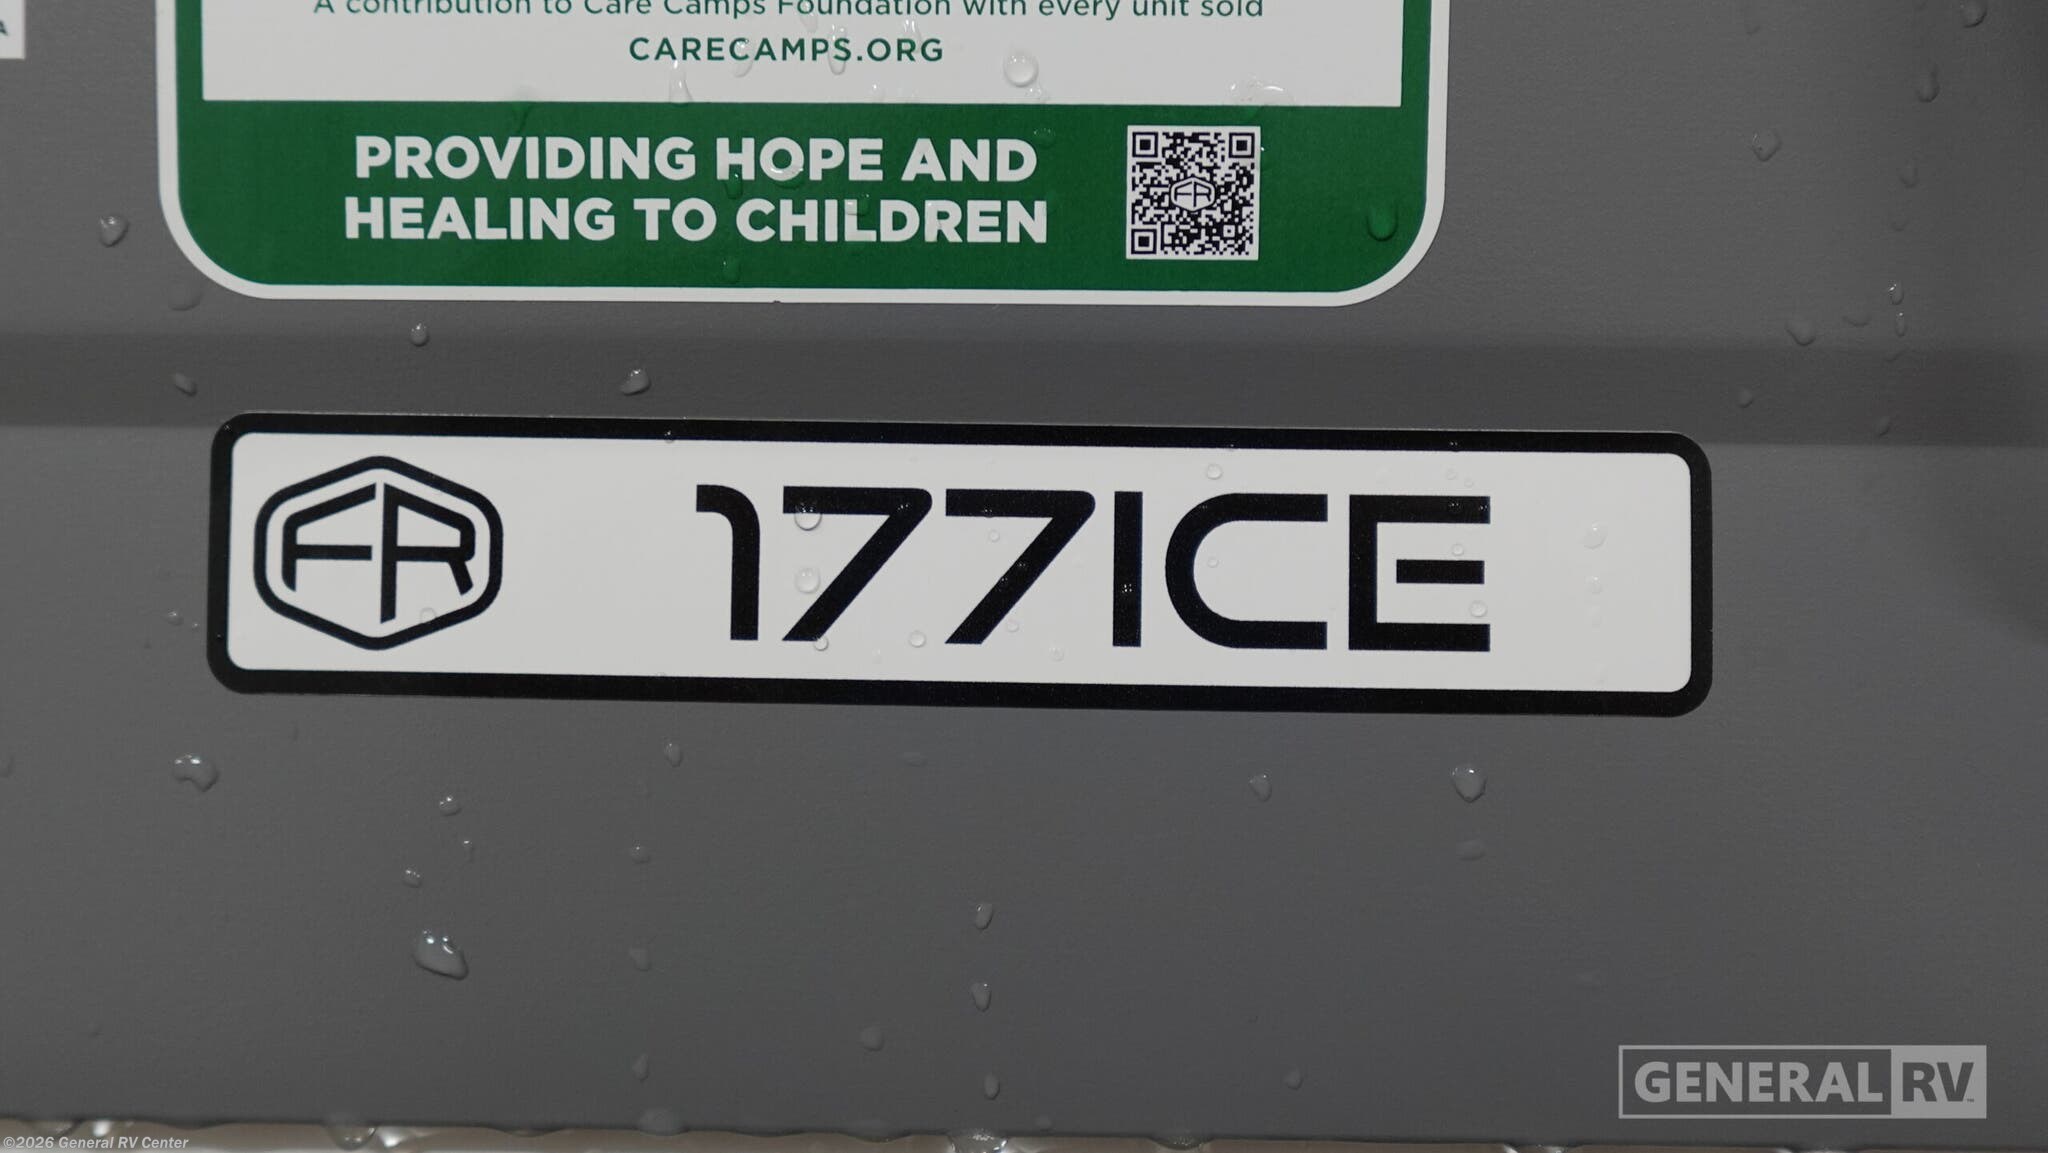 A contribution to Care Camps Foundation with every unit sold
CARECAMPS.ORG
PROVIDING HOPE AND
HEALING TO CHILDREN
FR
FR
177ICE
GENERAL RV
©2026 General RV Center